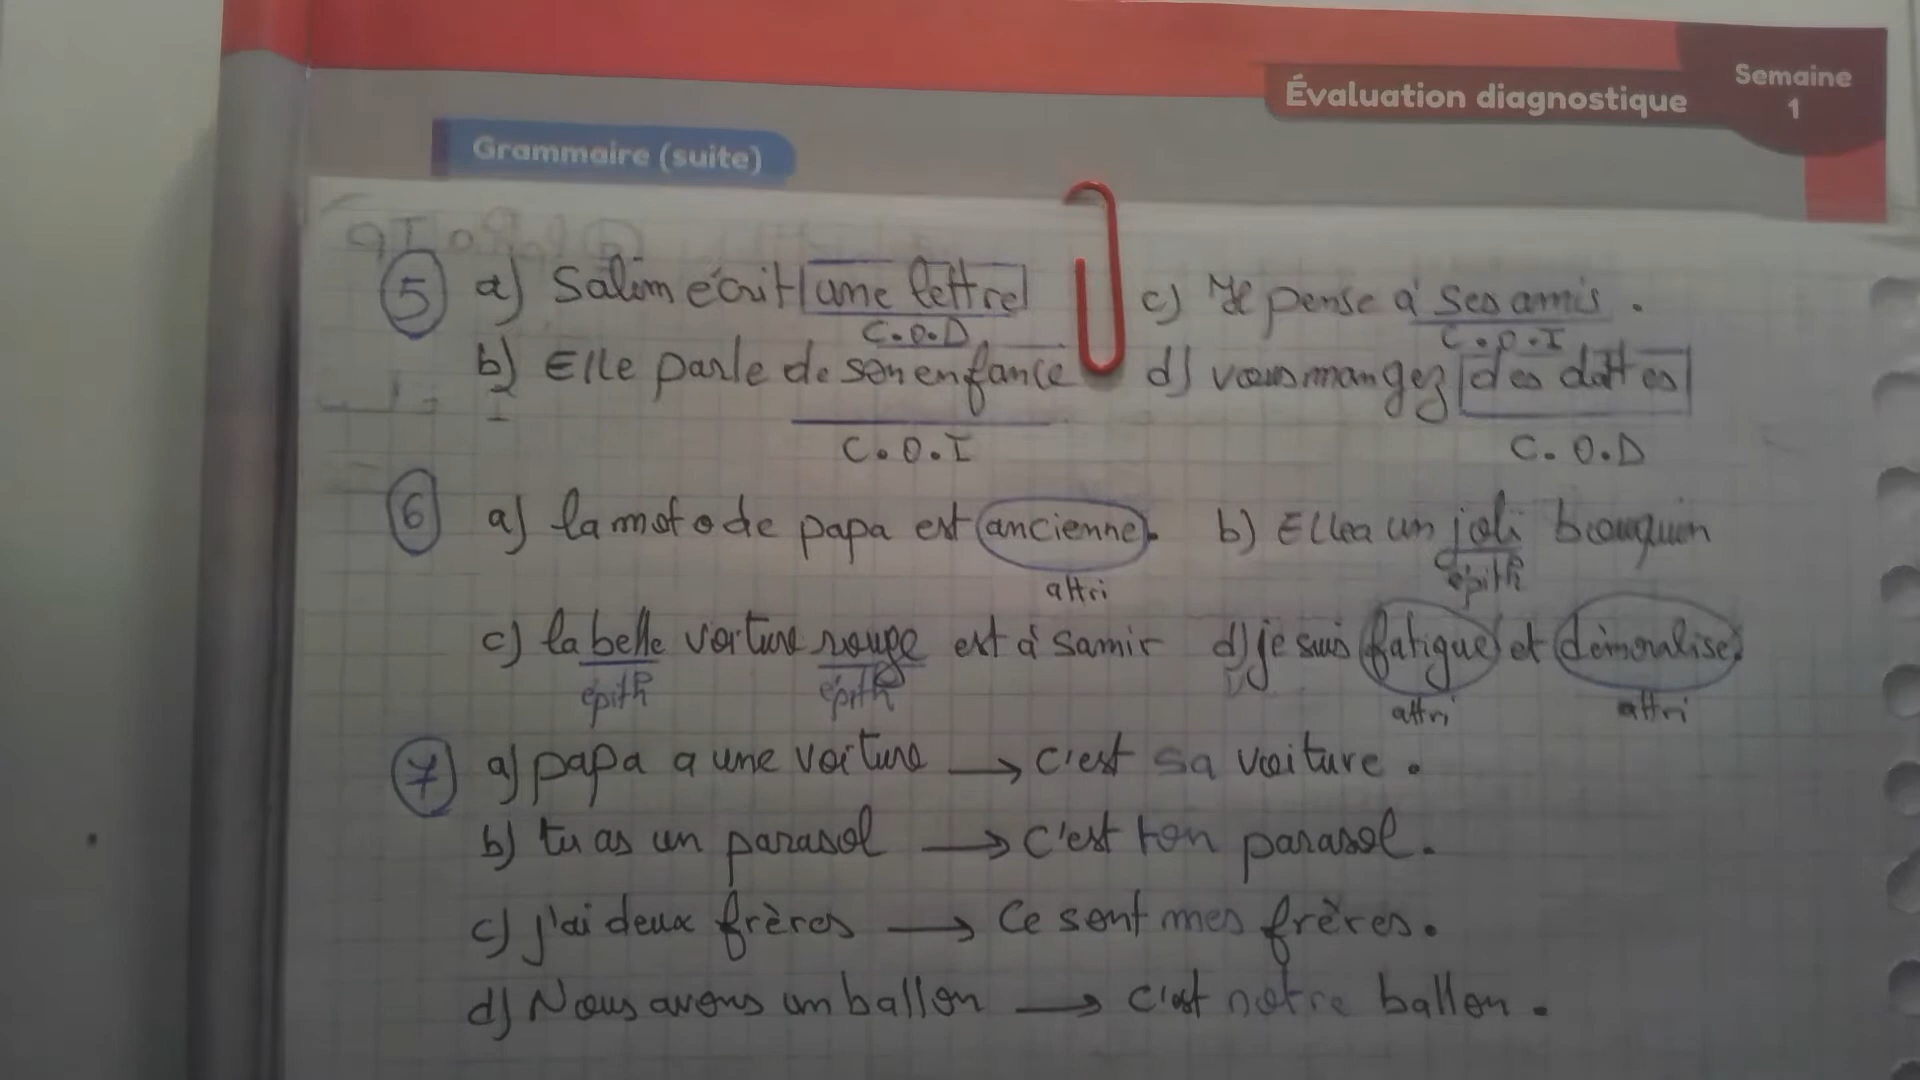 Évaluation diagnostique
Semaine
1
Grammaire (suite)
5 a) Salim écrit une lettre c) Il pense à ses amis.
C.O.D C.O.I
b) Elle parle de son enfance d) vous mangez des dattes
C.O.I C.O.D
6 a) la moto de papa est ancienne. b) Elle a un joli bouquin
attri épith
c) la belle voiture rouge est à samir d) je suis fatigué et démoralisé.
épith épith attri attri
7 a) papa a une voiture → c'est sa voiture.
b) tu as un parasol → c'est ton parasol.
c) j'ai deux frères → Ce sont mes frères.
d) Nous avons un ballon → c'est notre ballon.